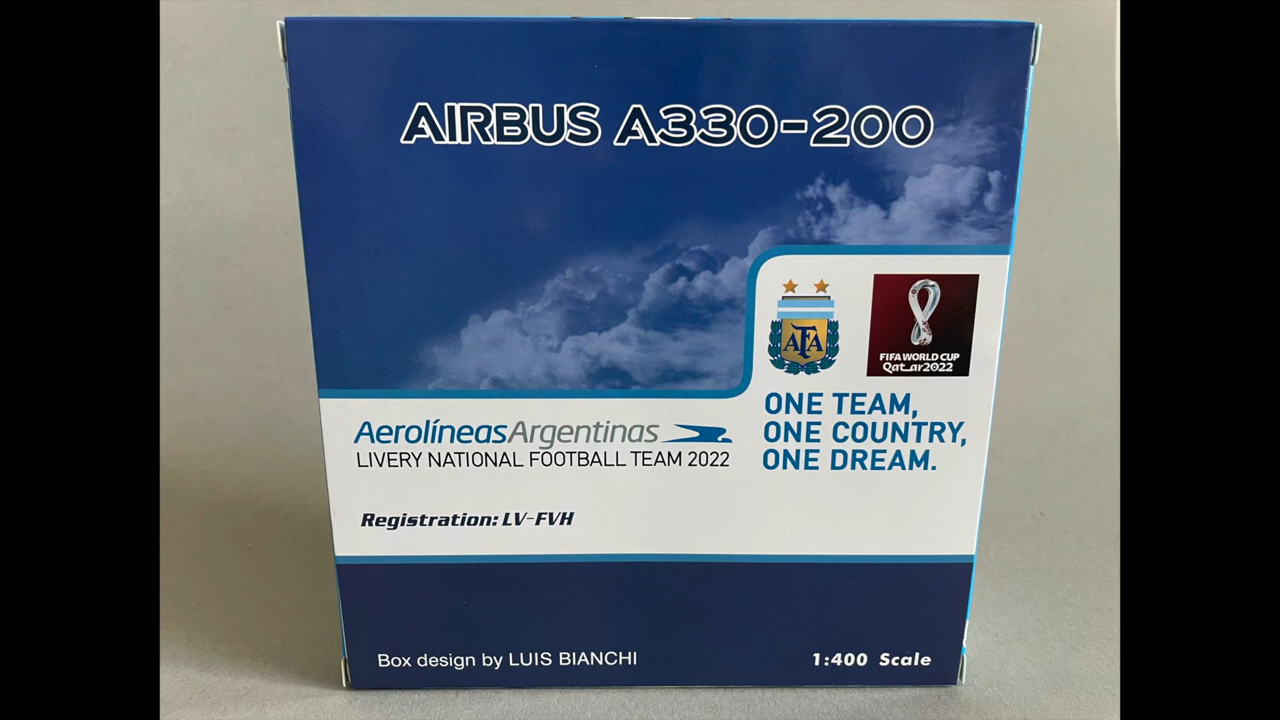 AIRBUS A330-200
AFA
FIFA WORLD CUP
Qatar2022
ONE TEAM,
ONE COUNTRY,
ONE DREAM.
AerolíneasArgentinas
LIVERY NATIONAL FOOTBALL TEAM 2022
Registration: LV-FVH
Box design by LUIS BIANCHI
1:400 Scale